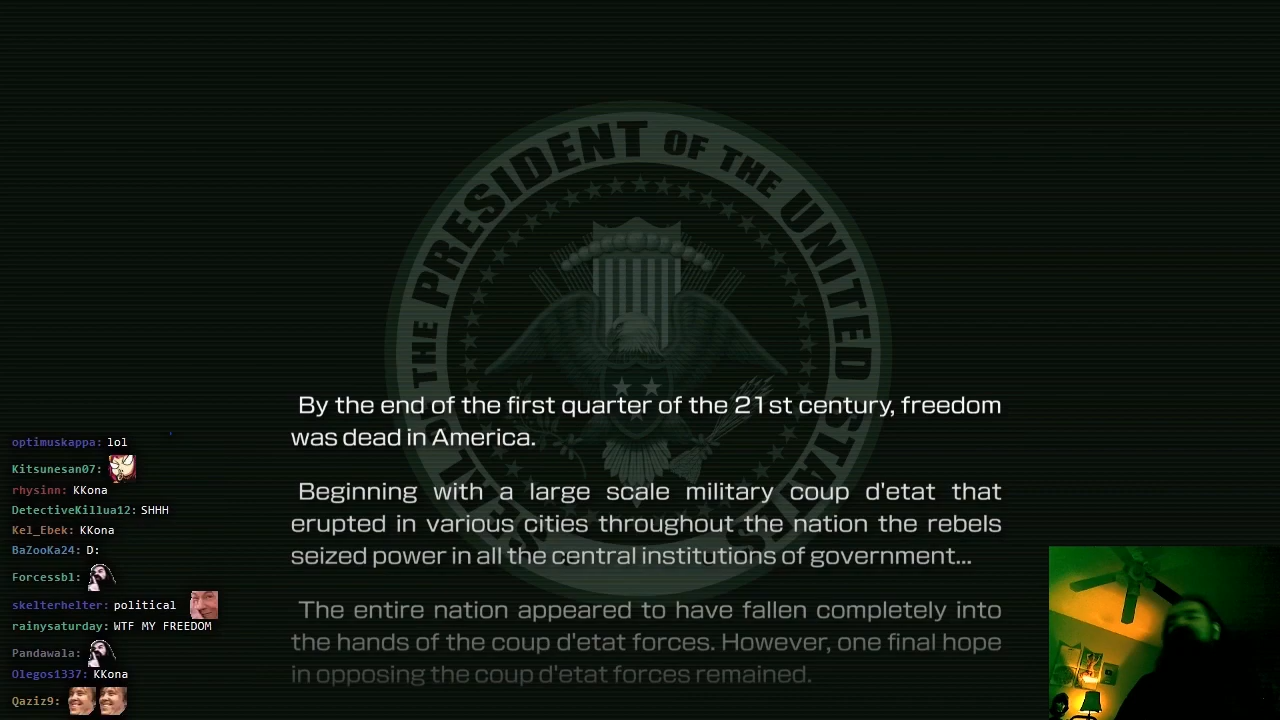 SEAL OF THE PRESIDENT OF THE UNITED STATES
By the end of the first quarter of the 21st century, freedom
was dead in America.
Beginning with a large scale military coup d'etat that
erupted in various cities throughout the nation the rebels
seized power in all the central institutions of government...
The entire nation appeared to have fallen completely into
the hands of the coup d'etat forces. However, one final hope
in opposing the coup d'etat forces remained.
optimuskappa: lol
Kitsunesan07:
rhysinn: KKona
DetectiveKillua12: SHHH
Kel_Ebek: KKona
BaZooKa24: D:
Forcessbl:
skelterhelter: political
rainysaturday: WTF MY FREEDOM
Pandawala:
Olegos1337: KKona
Qaziz9: